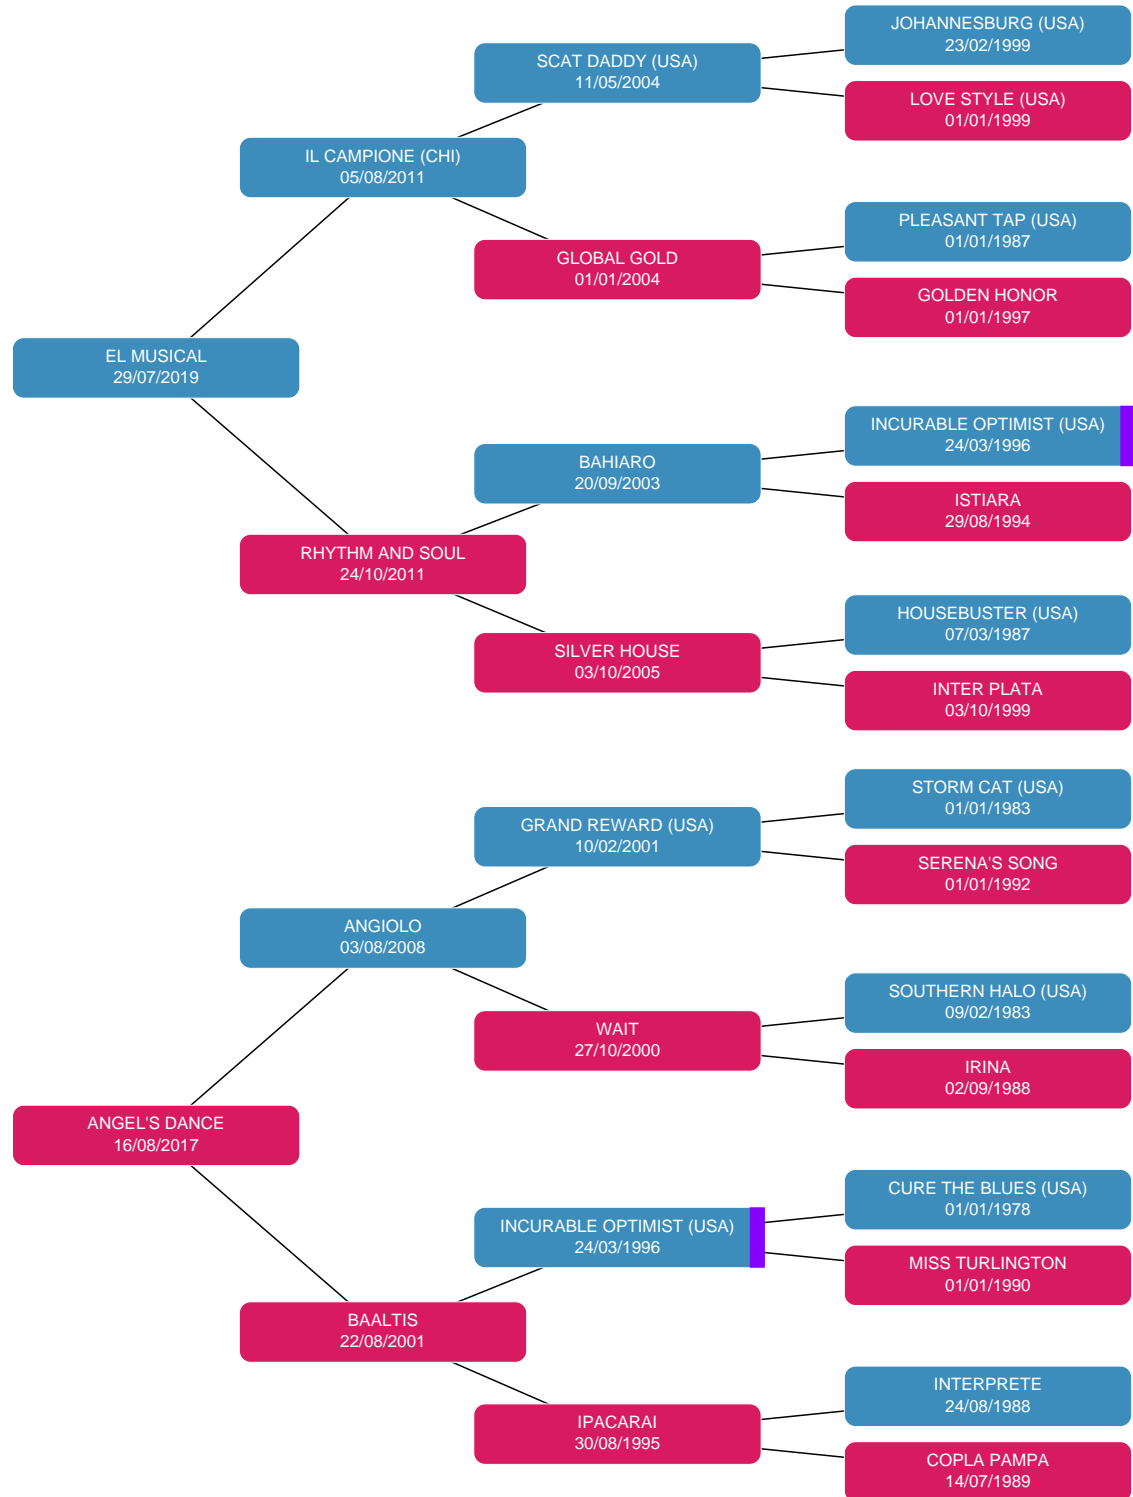 JOHANNESBURG (USA)
23/02/1999
SCAT DADDY (USA)
11/05/2004
LOVE STYLE (USA)
01/01/1999
IL CAMPIONE (CHI)
05/08/2011
PLEASANT TAP (USA)
01/01/1987
GLOBAL GOLD
01/01/2004
GOLDEN HONOR
01/01/1997
EL MUSICAL
29/07/2019
INCURABLE OPTIMIST (USA)
24/03/1996
BAHIARO
20/09/2003
ISTIARA
29/08/1994
RHYTHM AND SOUL
24/10/2011
HOUSEBUSTER (USA)
07/03/1987
SILVER HOUSE
03/10/2005
INTER PLATA
03/10/1999
STORM CAT (USA)
01/01/1983
GRAND REWARD (USA)
10/02/2001
SERENA'S SONG
01/01/1992
ANGIOLO
03/08/2008
SOUTHERN HALO (USA)
09/02/1983
WAIT
27/10/2000
IRINA
02/09/1988
ANGEL'S DANCE
16/08/2017
CURE THE BLUES (USA)
01/01/1978
INCURABLE OPTIMIST (USA)
24/03/1996
MISS TURLINGTON
01/01/1990
BAALTIS
22/08/2001
INTERPRETE
24/08/1988
IPACARAI
30/08/1995
COPLA PAMPA
14/07/1989